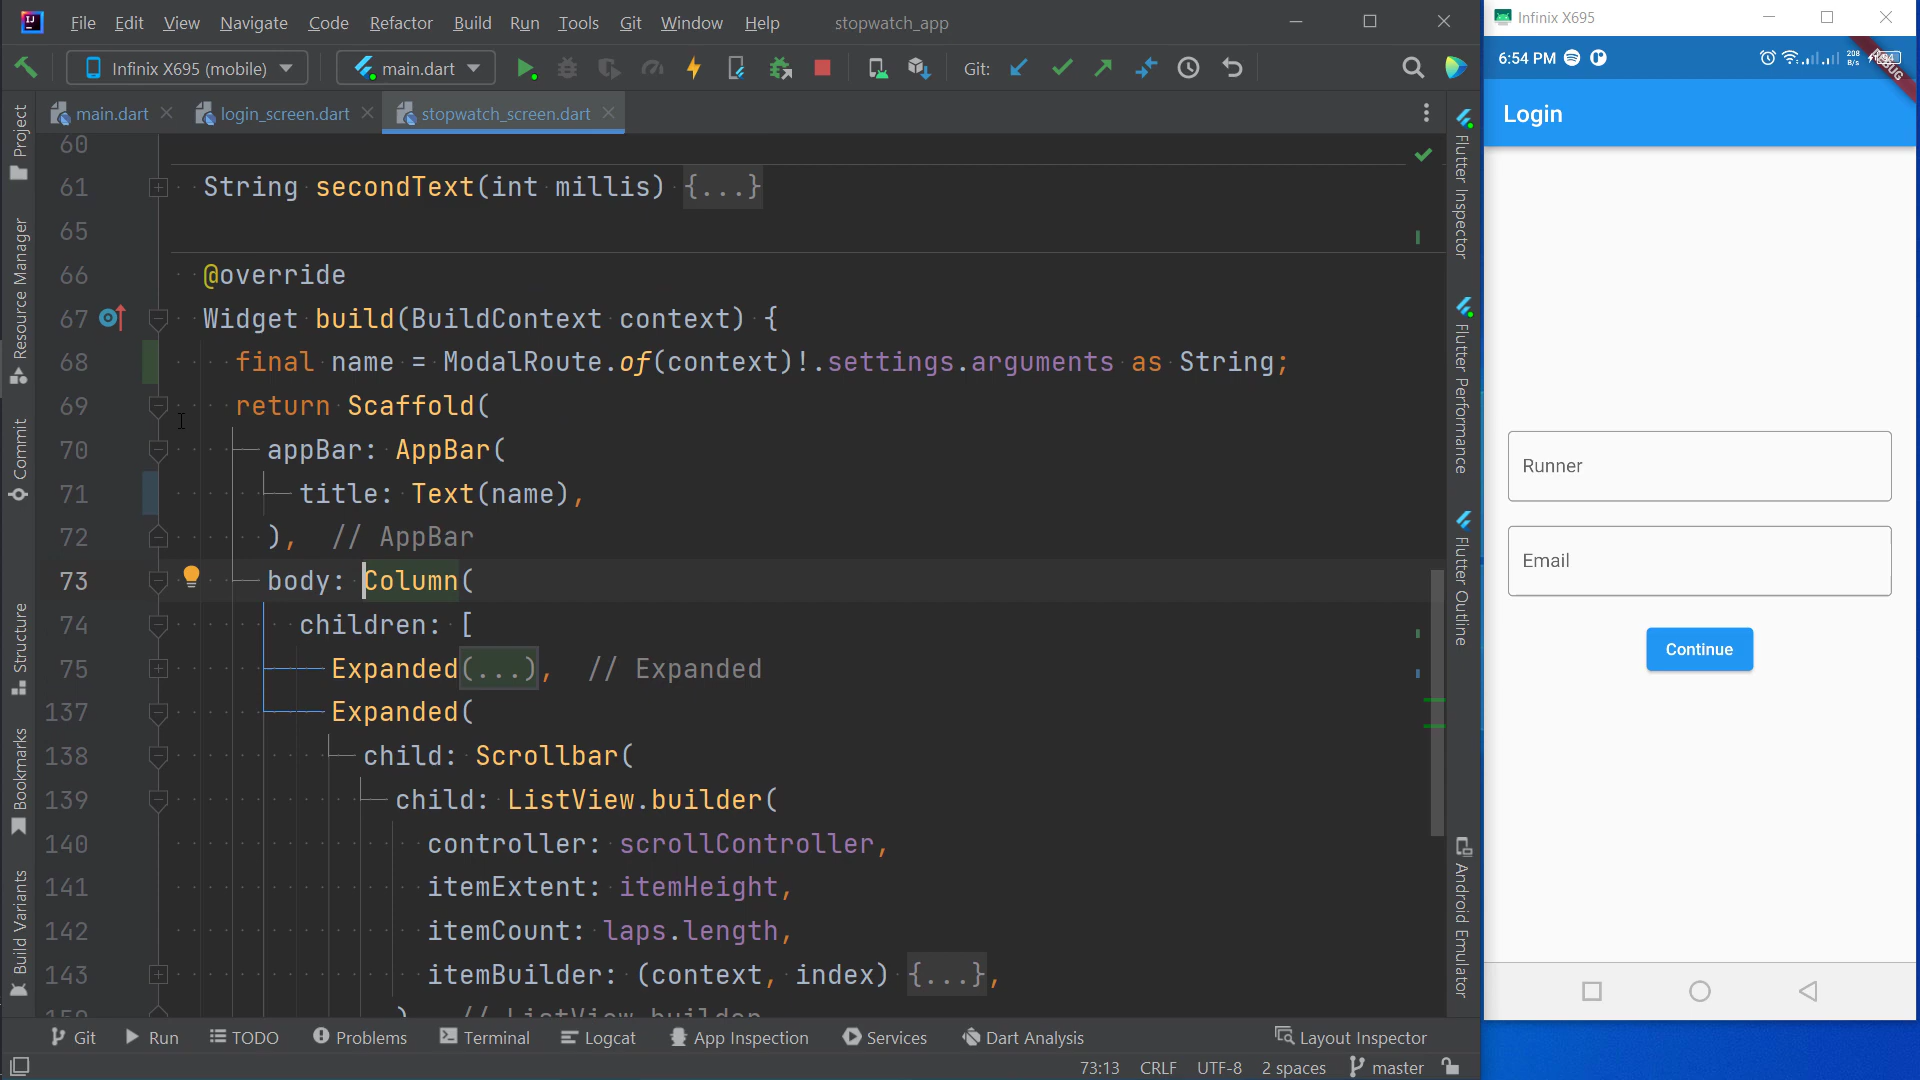 File Edit View Navigate Code Refactor Build Run Tools Git Window Help stopwatch_app
Infinix X695 (mobile) main.dart Git:
main.dart login_screen.dart stopwatch_screen.dart
60
61 String secondText(int millis) {...}
65
66 @override
67 Widget build(BuildContext context) {
68 final name = ModalRoute.of(context)!.settings.arguments as String;
69 return Scaffold(
70 appBar: AppBar(
71 title: Text(name),
72 ), // AppBar
73 body: Column(
74 children: [
75 Expanded(...), // Expanded
137 Expanded(
138 child: Scrollbar(
139 child: ListView.builder(
140 controller: scrollController,
141 itemExtent: itemHeight,
142 itemCount: laps.length,
143 itemBuilder: (context, index) {...},
) // ListView.builder
Project
Resource Manager
Commit
Structure
Bookmarks
Build Variants
Flutter Inspector
Flutter Performance
Flutter Outline
Android Emulator
Git Run TODO Problems Terminal Logcat App Inspection Services Dart Analysis Layout Inspector
73:13 CRLF UTF-8 2 spaces master
Infinix X695
6:54 PM 208 B/s
Login
Runner
Email
Continue